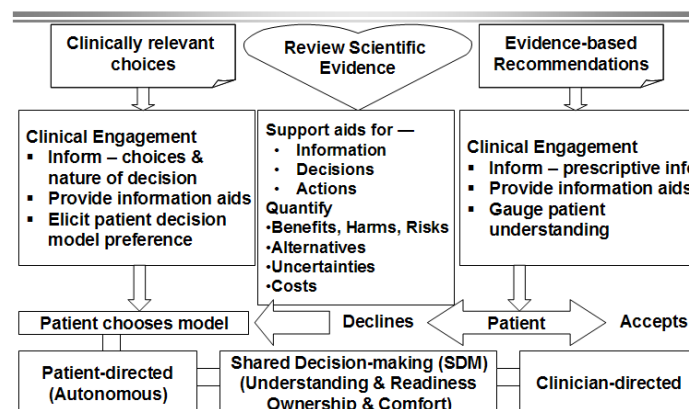 Clinically relevant
choices
Review Scientific
Evidence
Evidence-based
Recommendations
Clinical Engagement
▪ Inform – choices &
nature of decision
▪ Provide information aids
▪ Elicit patient decision
model preference
Support aids for —
• Information
• Decisions
• Actions
Quantify
•Benefits, Harms, Risks
•Alternatives
•Uncertainties
•Costs
Clinical Engagement
▪ Inform – prescriptive info
▪ Provide information aids
▪ Gauge patient
understanding
Patient chooses model
Declines
Patient
Accepts
Patient-directed
(Autonomous)
Shared Decision-making (SDM)
(Understanding & Readiness
Ownership & Comfort)
Clinician-directed